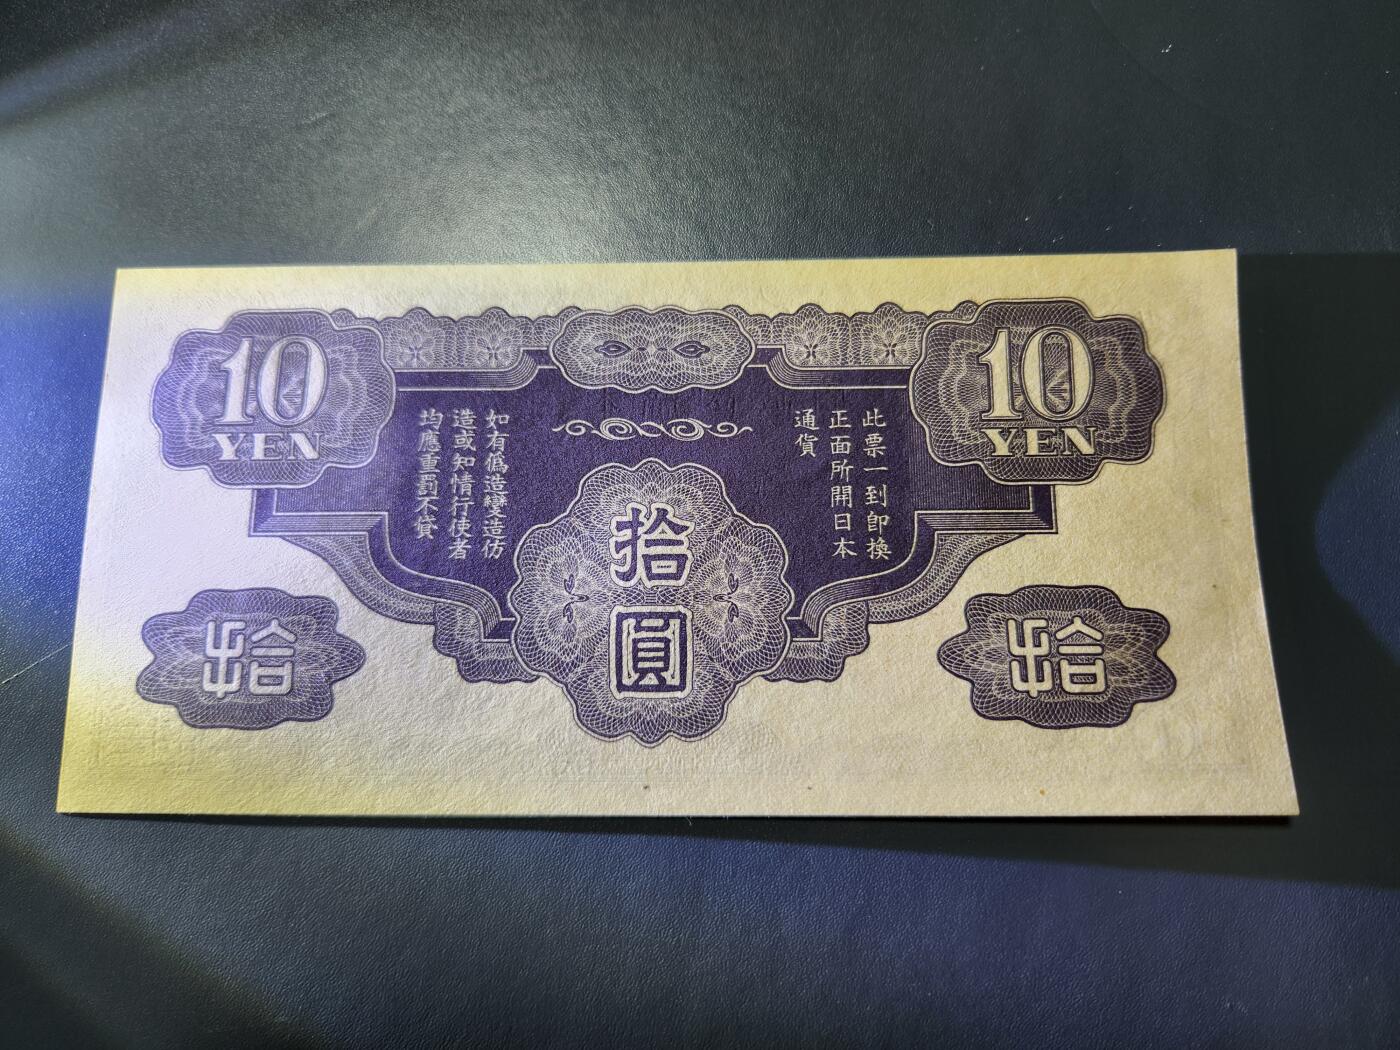 10
YEN
10
YEN
此票一到卽換
正面所開日本
通貨
如有僞造變造仿
造或知情行使者
均應重罰不貸
拾
圓
拾
拾